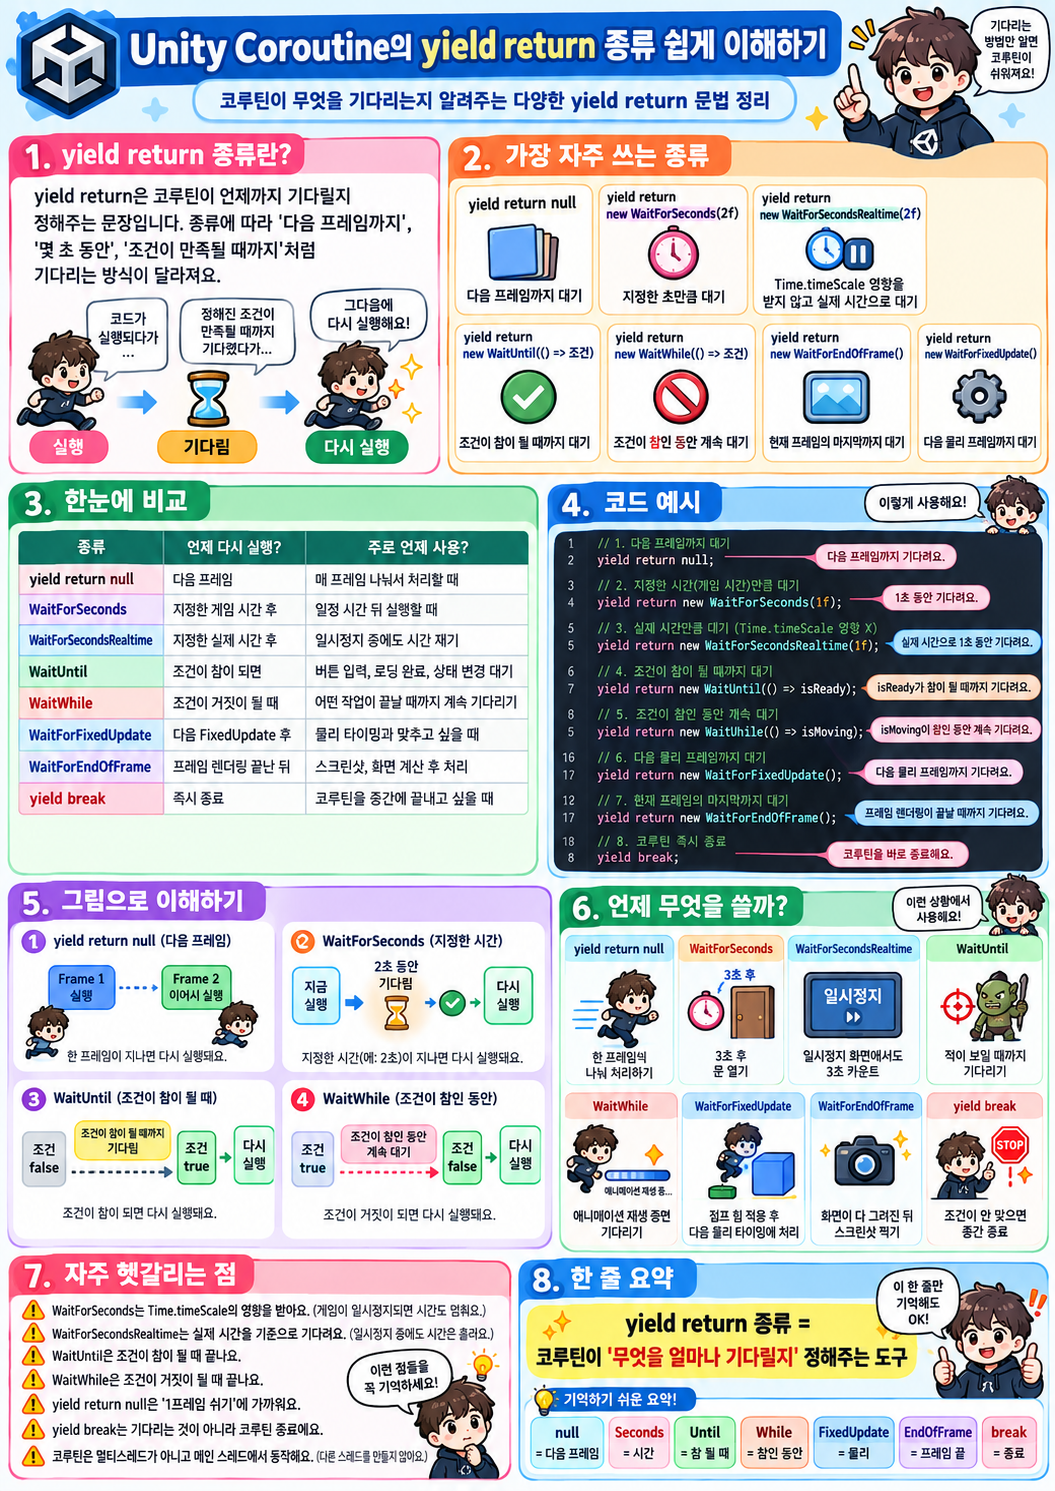 Unity Coroutine의 yield return 종류 쉽게 이해하기
코루틴이 무엇을 기다리는지 알려주는 다양한 yield return 문법 정리
기다리는
방법만 알면
코루틴이
쉬워져요!
1. yield return 종류란?
yield return은 코루틴이 언제까지 기다릴지
정해주는 문장입니다. 종류에 따라 '다음 프레임까지',
'몇 초 동안', '조건이 만족될 때까지'처럼
기다리는 방식이 달라져요.
코드가
실행되다가
...
정해진 조건이
만족될 때까지
기다렸다가...
그다음에
다시 실행해요!
실행
기다림
다시 실행
2. 가장 자주 쓰는 종류
yield return null
다음 프레임까지 대기
yield return
new WaitForSeconds(2f)
지정한 초만큼 대기
yield return
new WaitForSecondsRealtime(2f)
Time.timeScale 영향을
받지 않고 실제 시간으로 대기
yield return
new WaitUntil(() => 조건)
조건이 참이 될 때까지 대기
yield return
new WaitWhile(() => 조건)
조건이 참인 동안 계속 대기
yield return
new WaitForEndOfFrame()
현재 프레임의 마지막까지 대기
yield return
new WaitForFixedUpdate()
다음 물리 프레임까지 대기
3. 한눈에 비교
종류 언제 다시 실행? 주로 언제 사용?
yield return null 다음 프레임 매 프레임 나눠서 처리할 때
WaitForSeconds 지정한 게임 시간 후 일정 시간 뒤 실행할 때
WaitForSecondsRealtime 지정한 실제 시간 후 일시정지 중에도 시간 재기
WaitUntil 조건이 참이 되면 버튼 입력, 로딩 완료, 상태 변경 대기
WaitWhile 조건이 거짓이 될 때 어떤 작업이 끝날 때까지 계속 기다리기
WaitForFixedUpdate 다음 FixedUpdate 후 물리 타이밍과 맞추고 싶을 때
WaitForEndOfFrame 프레임 렌더링 끝난 뒤 스크린샷, 화면 계산 후 처리
yield break 즉시 종료 코루틴을 중간에 끝내고 싶을 때
4. 코드 예시
이렇게 사용해요!
1 // 1. 다음 프레임까지 대기
2 yield return null; 다음 프레임까지 기다려요.
3 // 2. 지정한 시간(게임 시간)만큼 대기
4 yield return new WaitForSeconds(1f); 1초 동안 기다려요.
5 // 3. 실재 시간만큼 대기 (Time.timeScale 영향 X)
5 yield return new WaitForSecondsRealtime(1f); 실재 시간으로 1초 동안 기다려요.
6 // 4. 조건이 참이 될 때까지 대기
7 yield return new WaitUntil(() => isReady); isReady가 참이 될 때까지 기다려요.
8 // 5. 조건이 참인 동안 개속 대기
5 yield return new WaitUhile(() => isMoving); isMoving이 참인 동안 계속 기다려요.
16 // 6. 다음 물리 프레임까지 대기
17 yield return new WaitForFixedUpdate(); 다음 물리 프레임까지 기다려요.
12 // 7. 현재 프레임의 마지막까지 대기
17 yield return new WaitForEndOfFrame(); 프레임 렌더링이 끝날 때까지 기다려요.
18 // 8. 코루틴 즉시 종료
8 yield break; 코루틴을 바로 종료해요.
5. 그림으로 이해하기
1 yield return null (다음 프레임)
Frame 1
실행
Frame 2
이어서 실행
한 프레임이 지나면 다시 실행돼요.
2 WaitForSeconds (지정한 시간)
지금
실행
2초 동안
기다림
다시
실행
지정한 시간(예: 2초)이 지나면 다시 실행돼요.
3 WaitUntil (조건이 참이 될 때)
조건
false
조건이 참이 될 때까지
기다림
조건
true
다시
실행
조건이 참이 되면 다시 실행돼요.
4 WaitWhile (조건이 참인 동안)
조건
true
조건이 참인 동안
계속 대기
조건
false
다시
실행
조건이 거짓이 되면 다시 실행돼요.
6. 언제 무엇을 쓸까?
이런 상황에서
사용해요!
yield return null
한 프레임씩
나눠 처리하기
WaitForSeconds
3초 후
3초 후
문 열기
WaitForSecondsRealtime
일시정지
일시정지 화면에서도
3초 카운트
WaitUntil
적이 보일 때까지
기다리기
WaitWhile
애니메이션 재생 중...
애니메이션 재생 중면
기다리기
WaitForFixedUpdate
점프 힘 적용 후
다음 물리 타이밍에 처리
WaitForEndOfFrame
화면이 다 그려진 뒤
스크린샷 찍기
yield break
STOP
조건이 안 맞으면
중간 종료
7. 자주 헷갈리는 점
WaitForSeconds는 Time.timeScale의 영향을 받아요. (게임이 일시정지되면 시간도 멈춰요.)
WaitForSecondsRealtime는 실제 시간을 기준으로 기다려요. (일시정지 중에도 시간은 흘러요.)
WaitUntil은 조건이 참이 될 때 끝나요.
WaitWhile은 조건이 거짓이 될 때 끝나요.
yield return null은 '1프레임 쉬기'에 가까워요.
yield break는 기다리는 것이 아니라 코루틴 종료예요.
코루틴은 멀티스레드가 아니고 메인 스레드에서 동작해요. (다른 스레드를 만들지 않아요.)
이런 점들을
꼭 기억하세요!
8. 한 줄 요약
이 한 줄만
기억해도
OK!
yield return 종류 =
코루틴이 '무엇을 얼마나 기다릴지' 정해주는 도구
기억하기 쉬운 요약!
null
= 다음 프레임
Seconds
= 시간
Until
= 참 될 때
While
= 참인 동안
FixedUpdate
= 물리
EndOfFrame
= 프레임 끝
break
= 종료